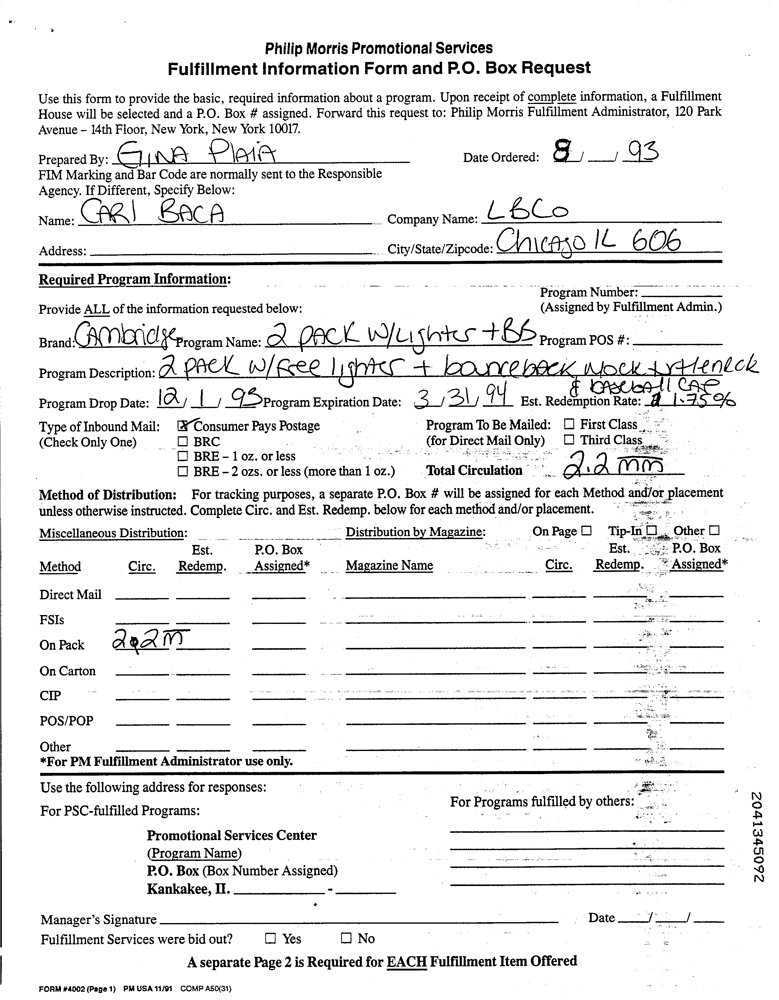 Philip Morris Promotional Services
Fulfillment Information Form and P.O. Box Request
Use this form to provide the basic, required information about a program. Upon receipt of complete information, a Fulfillment
House will be selected and a P.O. Box # assigned. Forward this request to: Philip Morris Fulfillment Administrator, 120 Park
Avenue – 14th Floor, New York, New York 10017.
Prepared By: GINA PLAIA Date Ordered: 8 / / 93
FIM Marking and Bar Code are normally sent to the Responsible
Agency. If Different, Specify Below:
Name: CARI BACA Company Name: LBCo
Address: City/State/Zipcode: Chicago IL 606
Required Program Information:
Program Number:
Provide ALL of the information requested below: (Assigned by Fulfillment Admin.)
Brand: CAmbridge Program Name: 2 PACK W/Lighter + BB Program POS #:
Program Description: 2 PACK W/free lighter + bounceback mock turtleneck
& baseball CAP
Program Drop Date: 12/1/93 Program Expiration Date: 3/31/94 Est. Redemption Rate: 1.75%
Type of Inbound Mail: ☒ Consumer Pays Postage Program To Be Mailed: ☐ First Class
(Check Only One) ☐ BRC (for Direct Mail Only) ☐ Third Class
☐ BRE – 1 oz. or less
☐ BRE – 2 ozs. or less (more than 1 oz.) Total Circulation 2.2 mm
Method of Distribution: For tracking purposes, a separate P.O. Box # will be assigned for each Method and/or placement
unless otherwise instructed. Complete Circ. and Est. Redemp. below for each method and/or placement.
Miscellaneous Distribution: Distribution by Magazine: On Page ☐ Tip-In ☐ Other ☐
Est. P.O. Box Est. P.O. Box
Method Circ. Redemp. Assigned* Magazine Name Circ. Redemp. Assigned*
Direct Mail
FSIs
On Pack 2.2m
On Carton
CIP
POS/POP
Other
*For PM Fulfillment Administrator use only.
Use the following address for responses:
For PSC-fulfilled Programs: For Programs fulfilled by others:
Promotional Services Center
(Program Name)
P.O. Box (Box Number Assigned)
Kankakee, Il. -
Manager's Signature Date / /
Fulfillment Services were bid out? ☐ Yes ☐ No
A separate Page 2 is Required for EACH Fulfillment Item Offered
FORM #4002 (Page 1) PM USA 11/91 COMP A50(31)
2041345092